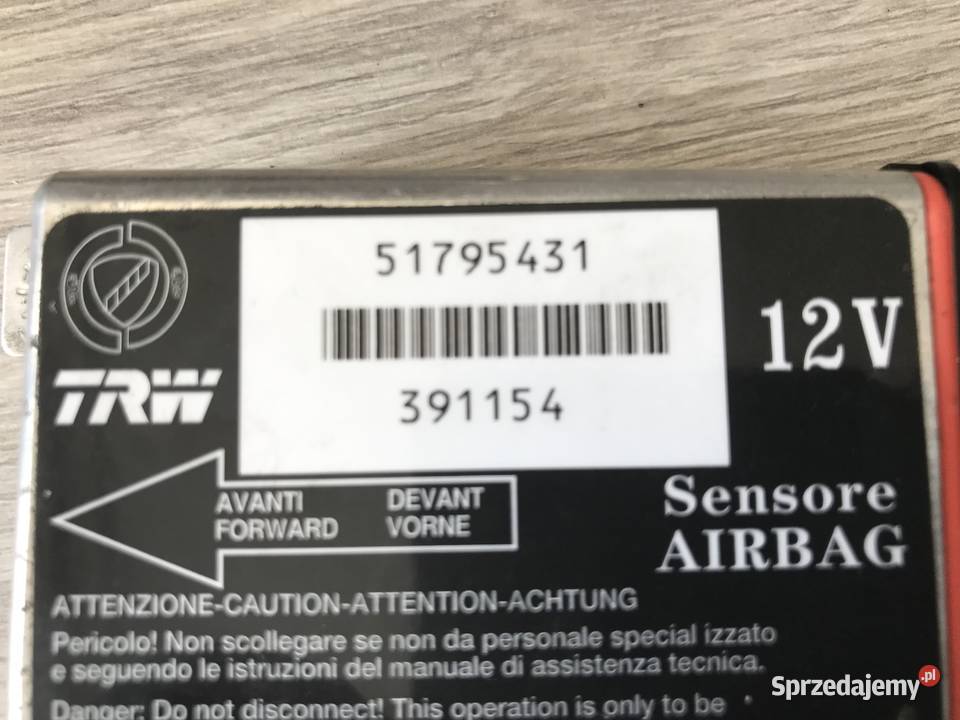 51795431
391154
12V
TRW
AVANTI DEVANT
FORWARD VORNE
Sensore
AIRBAG
ATTENZIONE-CAUTION-ATTENTION-ACHTUNG
Pericolo! Non scollegare se non da personale special izzato
e seguendo le istruzioni del manuale di assistenza tecnica.
Danger: Do not disconnect! This operation is only to be
Sprzedajemy.pl